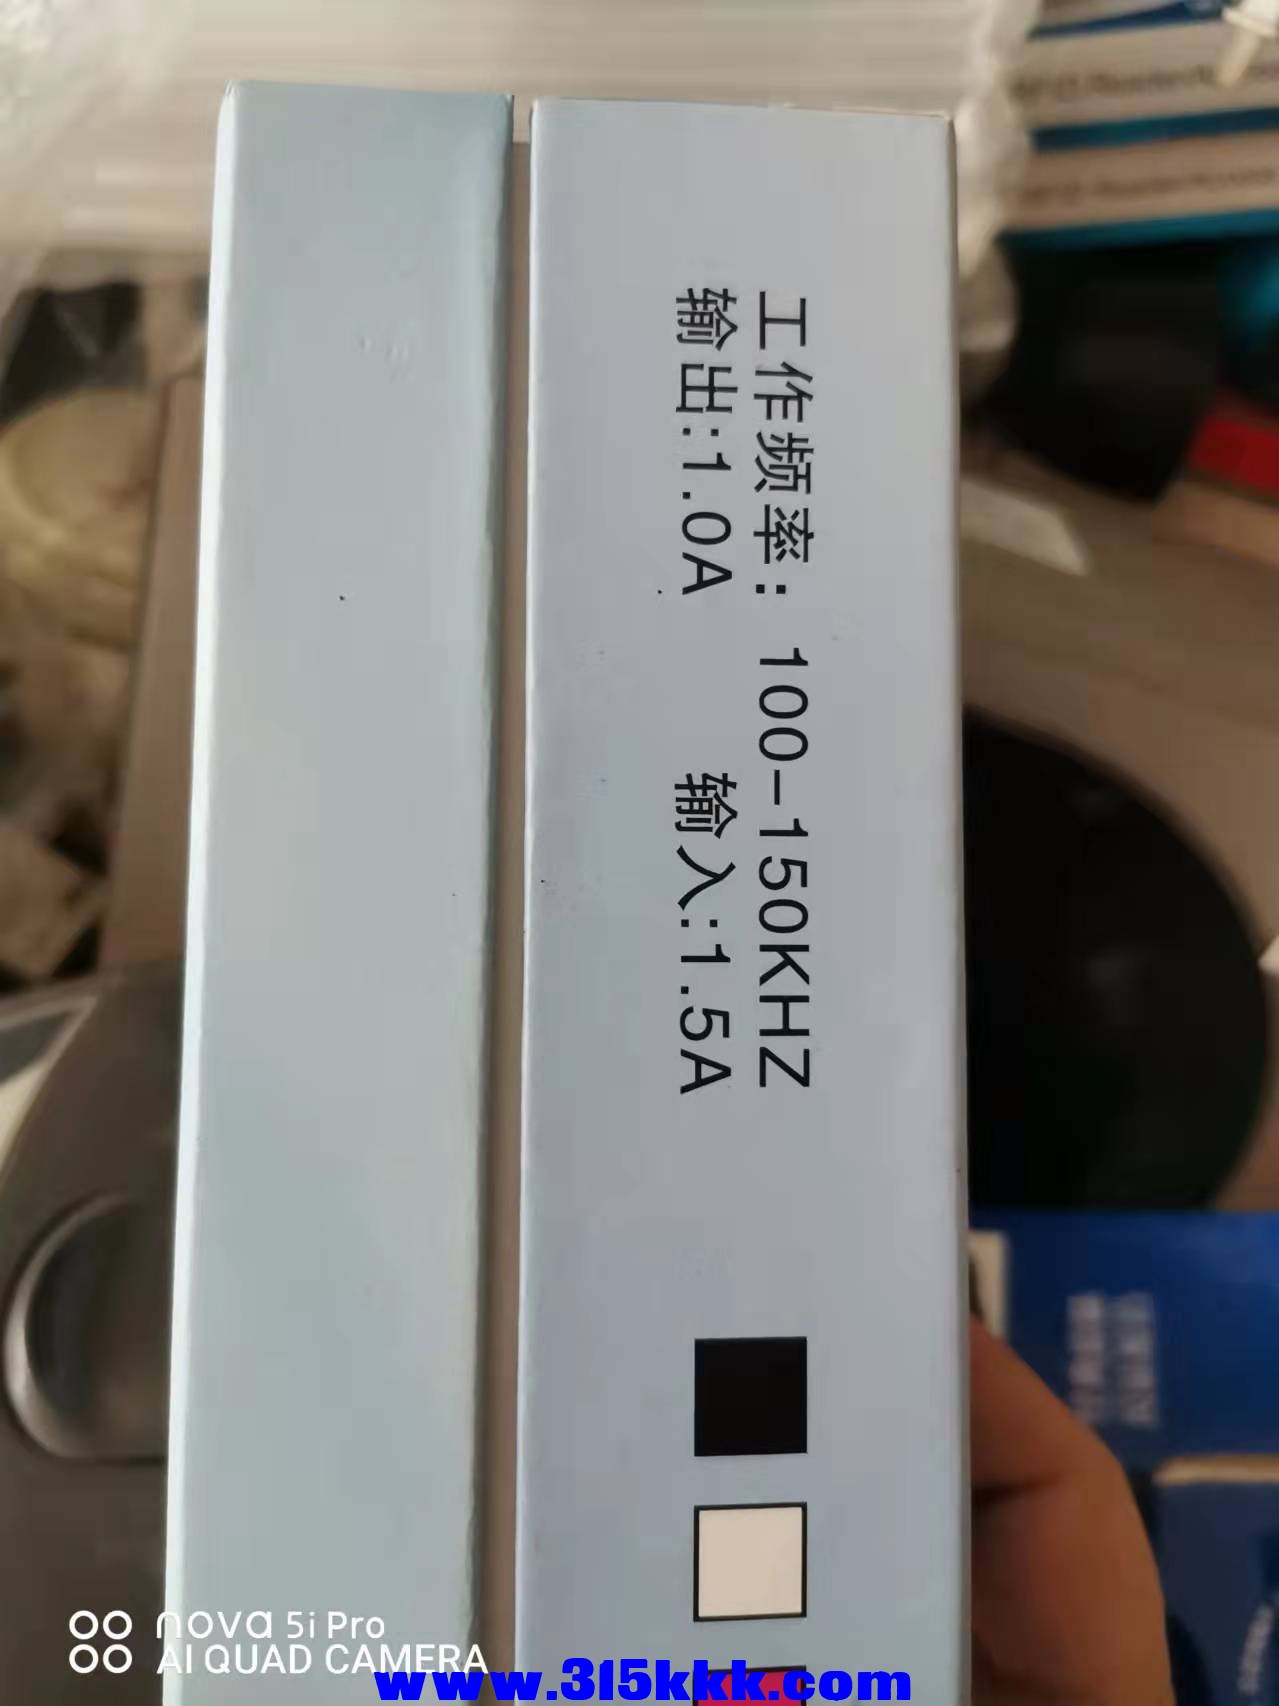 工作频率: 100-150KHZ
输出:1.0A 输入:1.5A
nova 5i Pro
AI QUAD CAMERA
www.315kkk.com